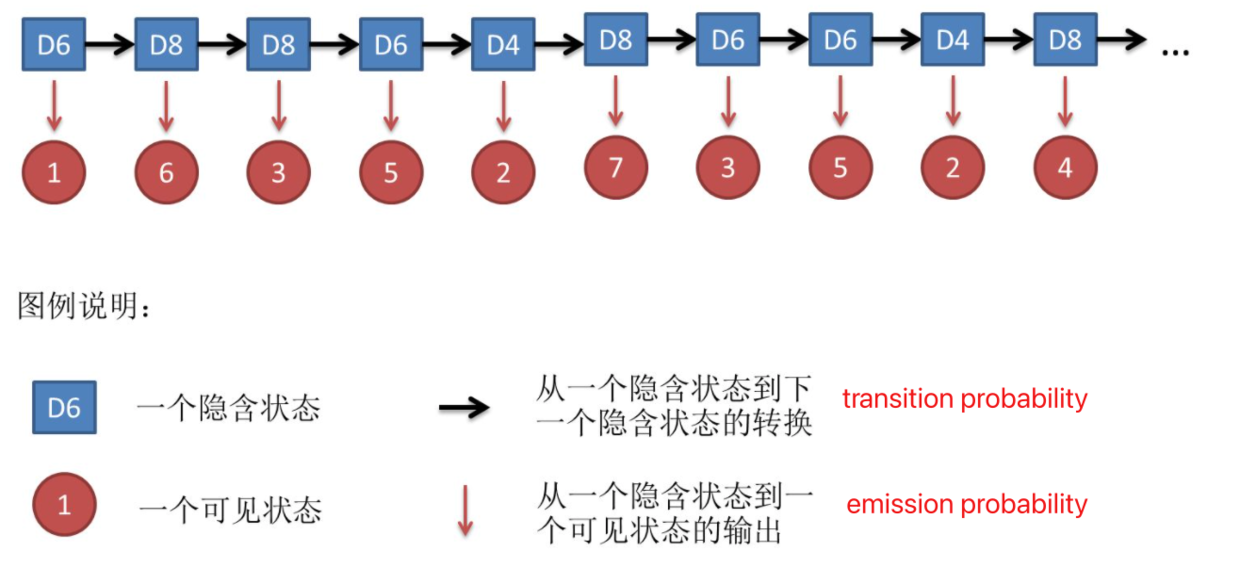 D6 D8 D8 D6 D4 D8 D6 D6 D4 D8 ...
1 6 3 5 2 7 3 5 2 4
图例说明：
D6 一个隐含状态
从一个隐含状态到下
一个隐含状态的转换
transition probability
1 一个可见状态
从一个隐含状态到一
个可见状态的输出
emission probability